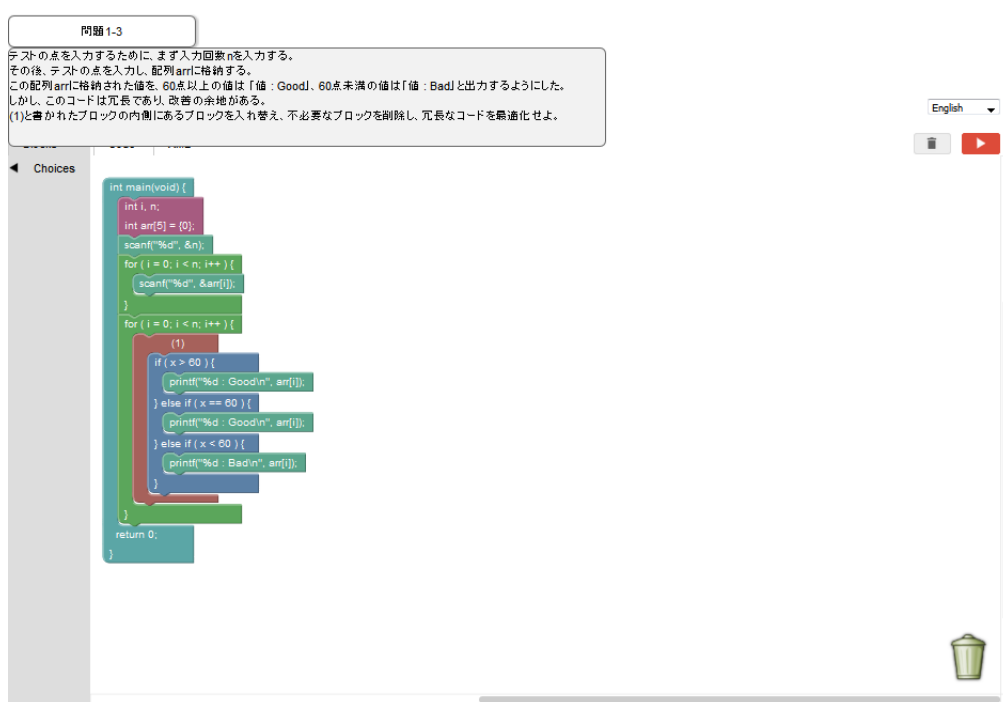 問題1-3
テストの点を入力するために、まず入力回数nを入力する。
その後、テストの点を入力し、配列arrに格納する。
この配列arrに格納された値を、60点以上の値は「値 : Good」、60点未満の値は「値 : Bad」と出力するようにした。
しかし、このコードは冗長であり、改善の余地がある。
(1)と書かれたブロックの内側にあるブロックを入れ替え、不必要なブロックを削除し、冗長なコードを最適化せよ。
English
Choices
int main(void) {
int i, n;
int arr[5] = {0};
scanf("%d", &n);
for ( i = 0; i < n; i++ ) {
scanf("%d", &arr[i]);
}
for ( i = 0; i < n; i++ ) {
(1)
if ( x > 60 ) {
printf("%d : Good\n", arr[i]);
} else if ( x == 60 ) {
printf("%d : Good\n", arr[i]);
} else if ( x < 60 ) {
printf("%d : Bad\n", arr[i]);
}
}
return 0;
}